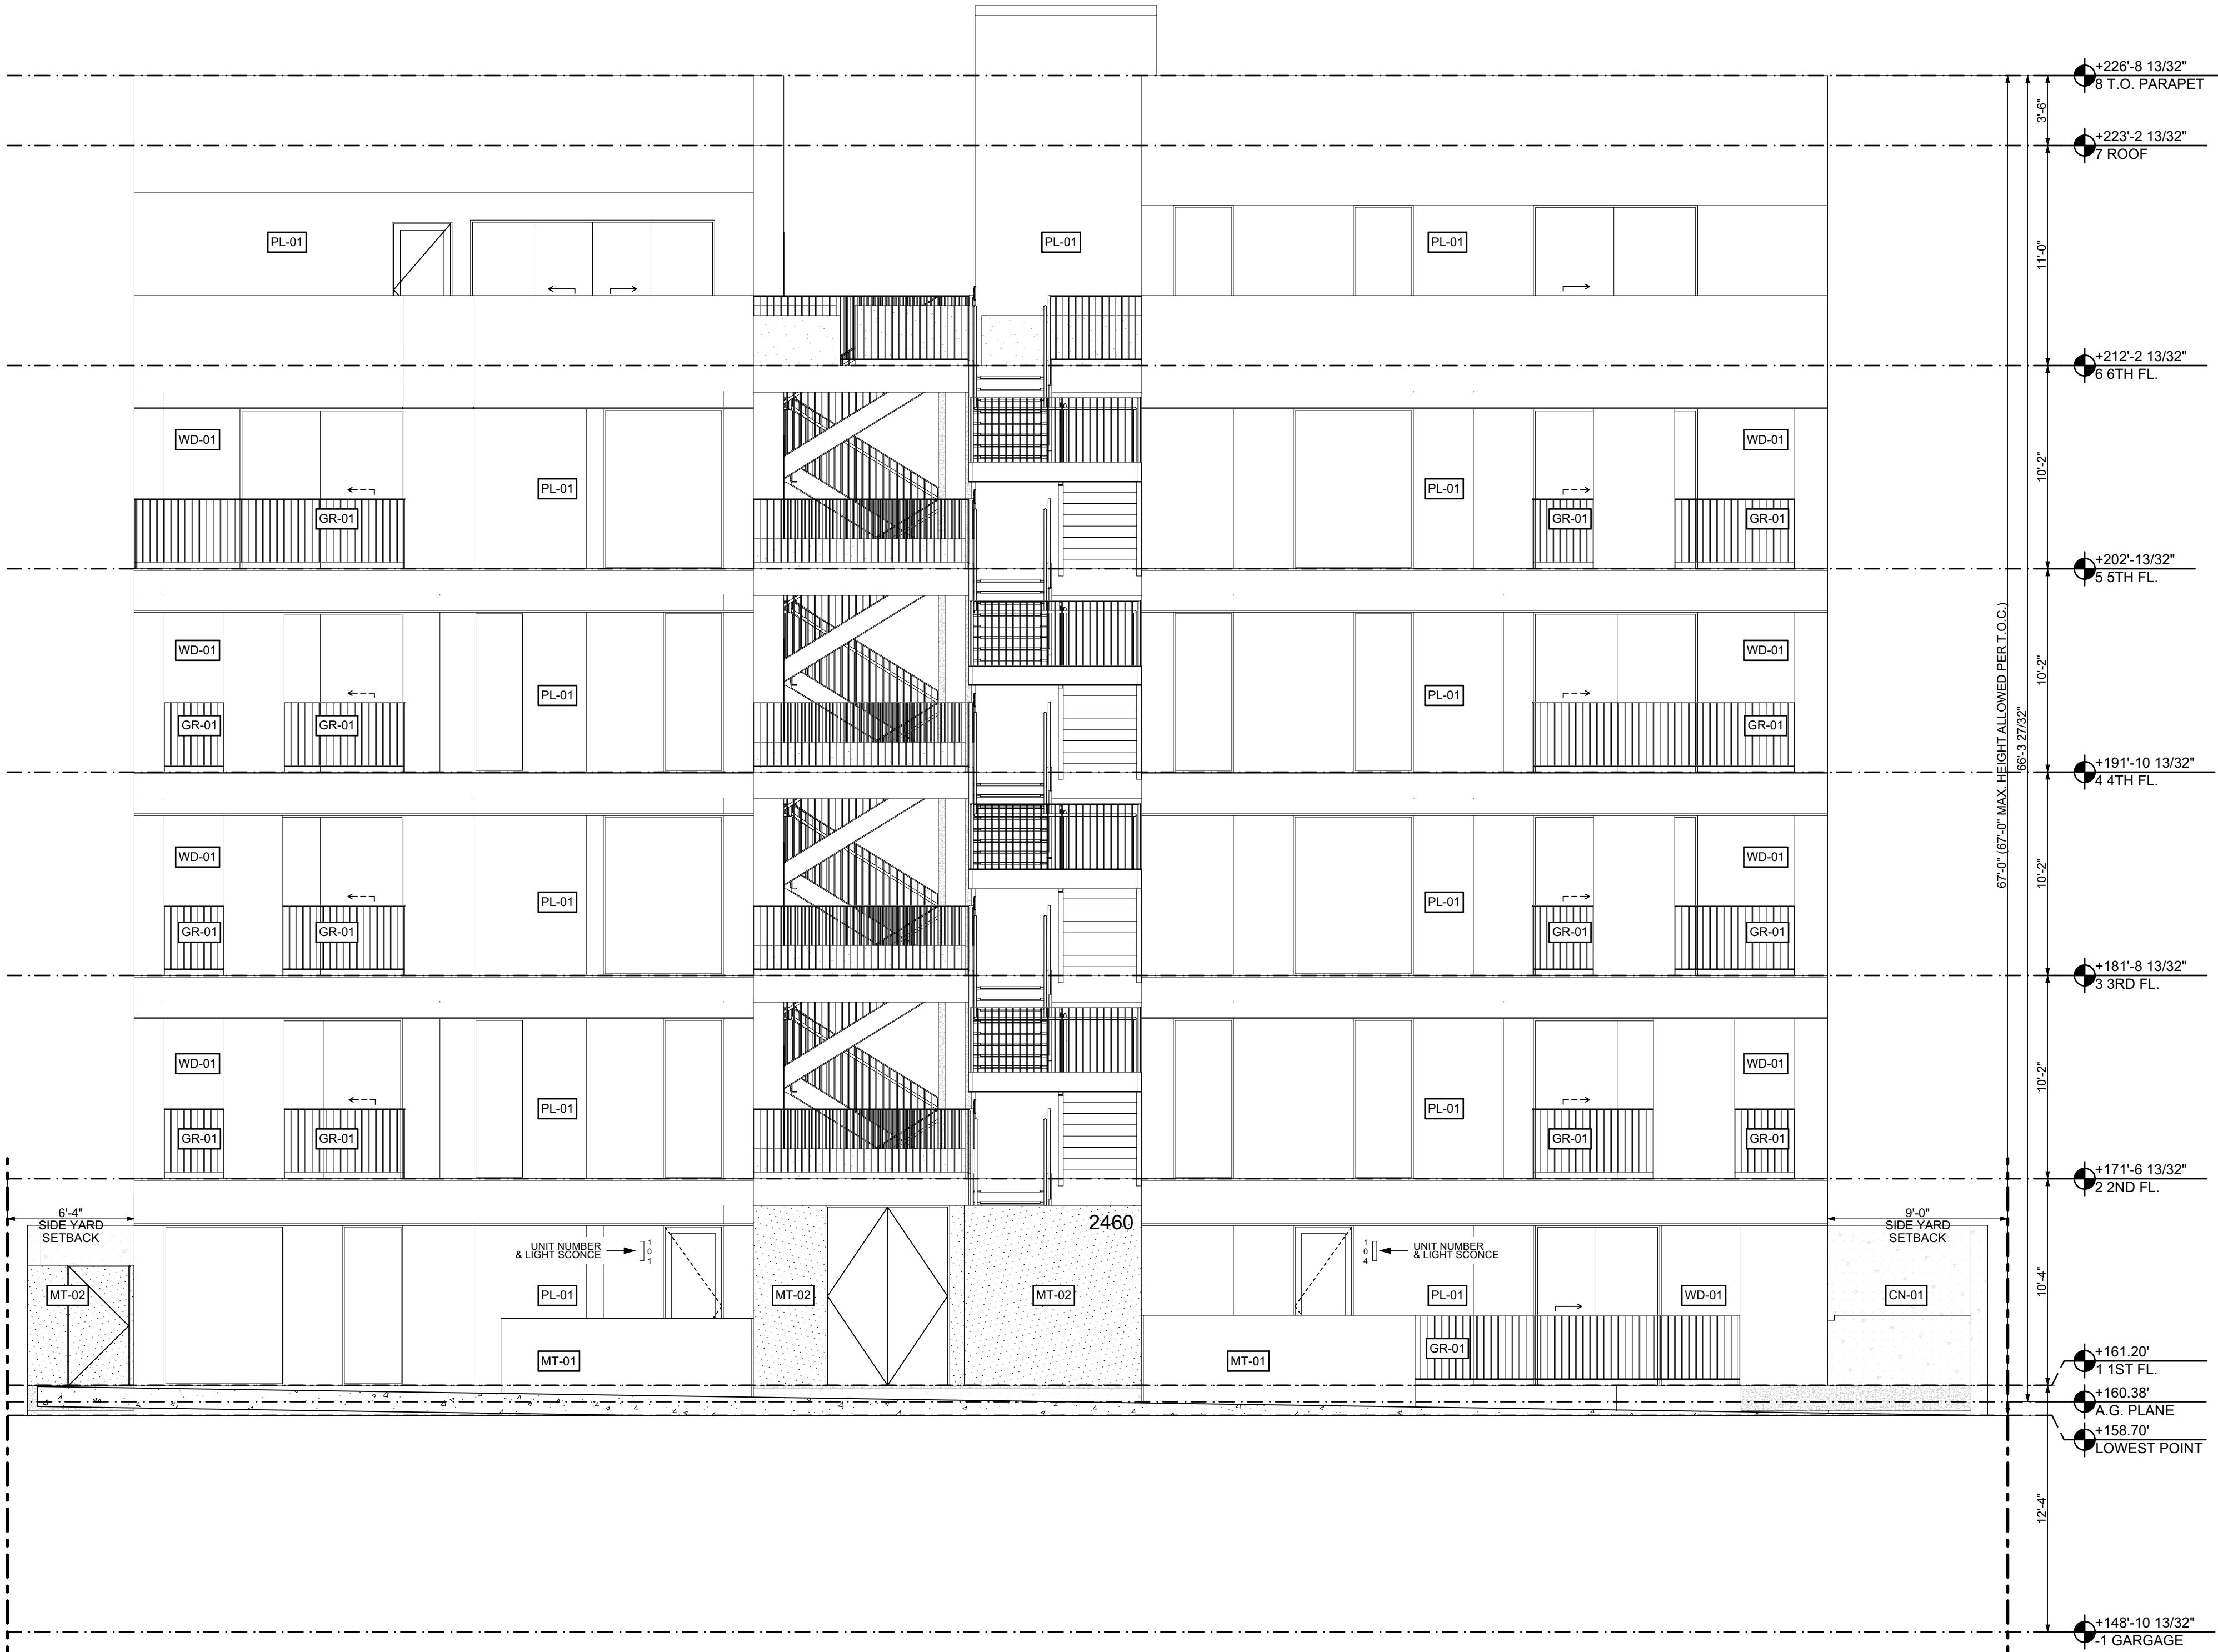 +226'-8 13/32"
8 T.O. PARAPET
3'-6"
+223'-2 13/32"
7 ROOF
PL-01
PL-01
PL-01
11'-0"
+212'-2 13/32"
6 6TH FL.
WD-01
WD-01
10'-2"
PL-01
PL-01
GR-01
GR-01
GR-01
+202'-13/32"
5 5TH FL.
WD-01
WD-01
10'-2"
PL-01
PL-01
GR-01
GR-01
GR-01
67'-0" (67'-0" MAX. HEIGHT ALLOWED PER T.O.C.)
66'-3 27/32"
+191'-10 13/32"
4 4TH FL.
WD-01
WD-01
10'-2"
PL-01
PL-01
GR-01
GR-01
GR-01
GR-01
+181'-8 13/32"
3 3RD FL.
WD-01
WD-01
10'-2"
PL-01
PL-01
GR-01
GR-01
GR-01
GR-01
+171'-6 13/32"
2 2ND FL.
6'-4"
SIDE YARD
SETBACK
2460
9'-0"
SIDE YARD
SETBACK
UNIT NUMBER
& LIGHT SCONCE
1
0
1
1
0
4
UNIT NUMBER
& LIGHT SCONCE
10'-4"
MT-02
PL-01
MT-02
MT-02
PL-01
WD-01
CN-01
MT-01
MT-01
GR-01
+161.20'
1 1ST FL.
+160.38'
A.G. PLANE
+158.70'
LOWEST POINT
12'-4"
+148'-10 13/32"
-1 GARGAGE